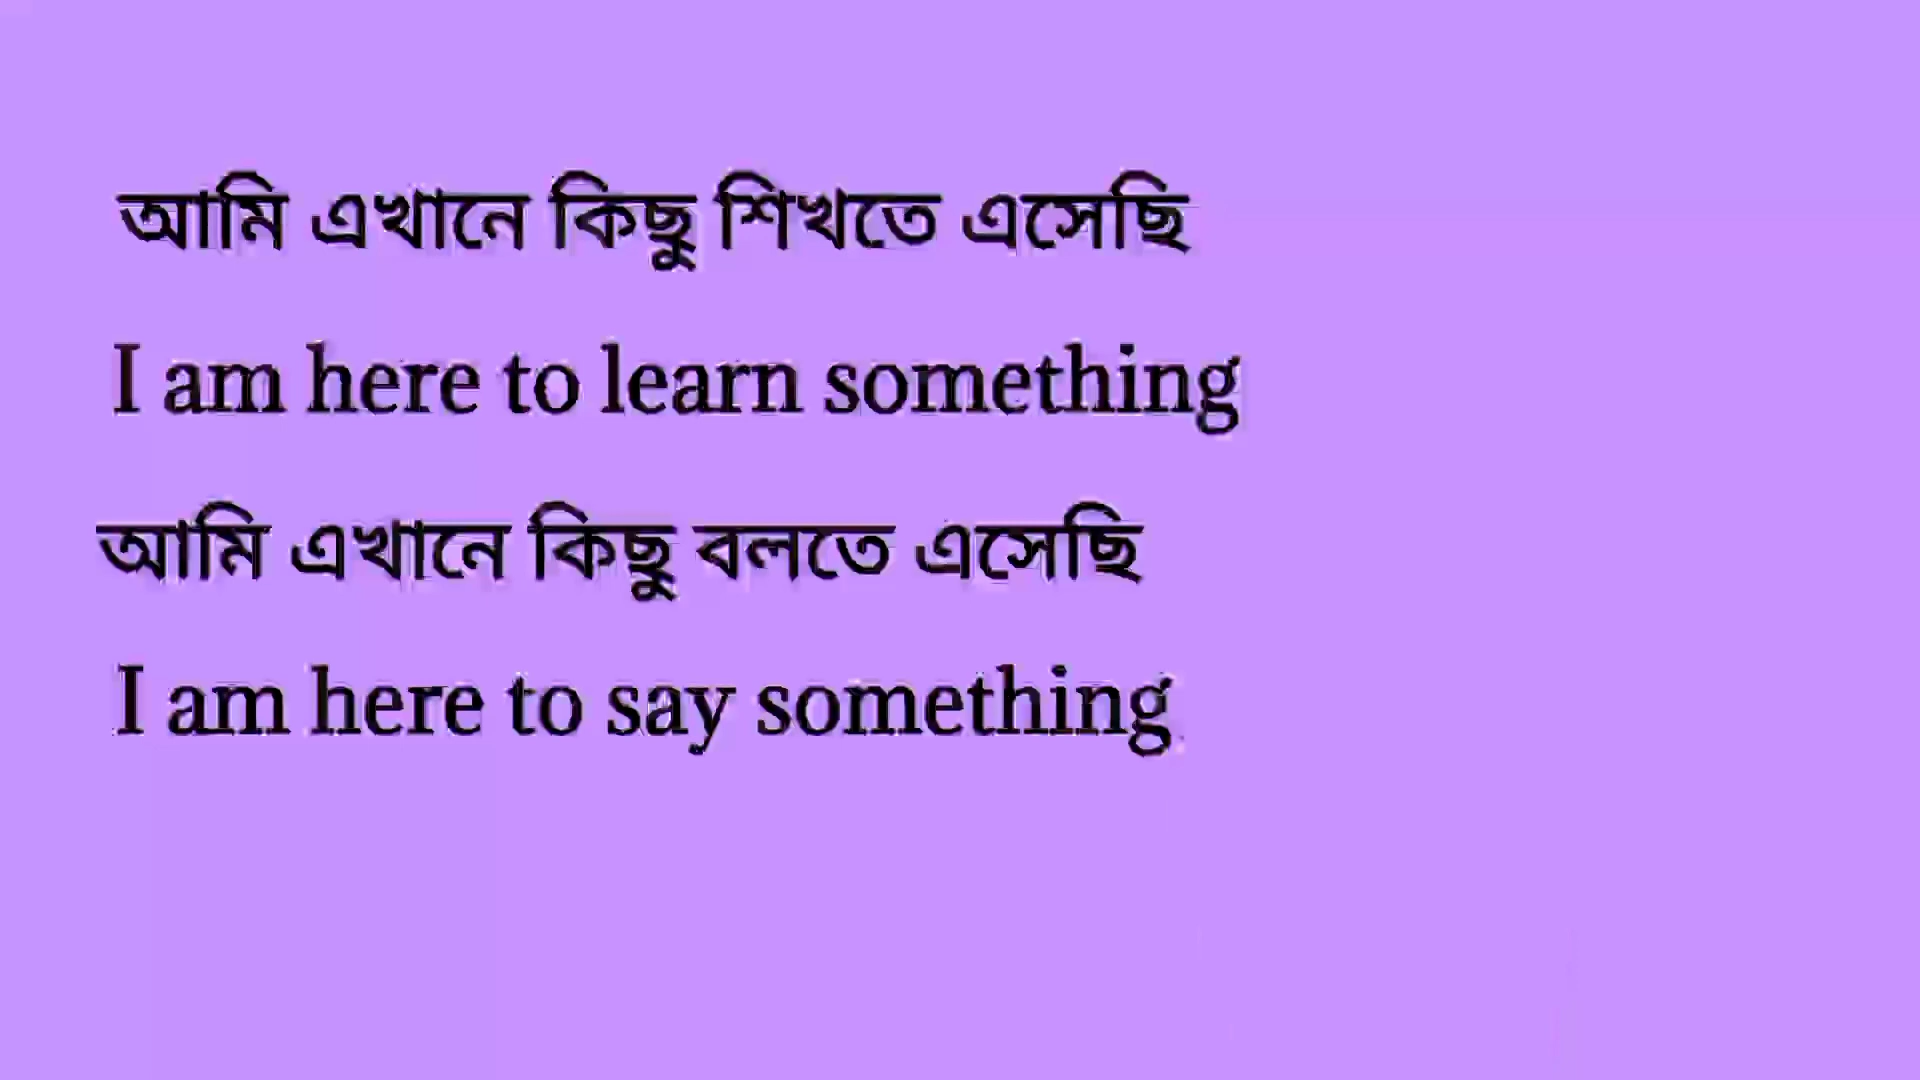 আমি এখানে কিছু শিখতে এসেছি
I am here to learn something
আমি এখানে কিছু বলতে এসেছি
I am here to say something